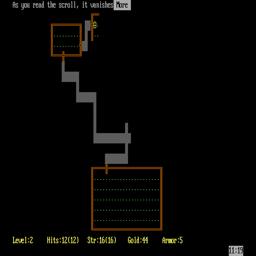 As you read the scroll, it vanishes More
Level:2 Hits:12(12) Str:16(16) Gold:44 Armor:5